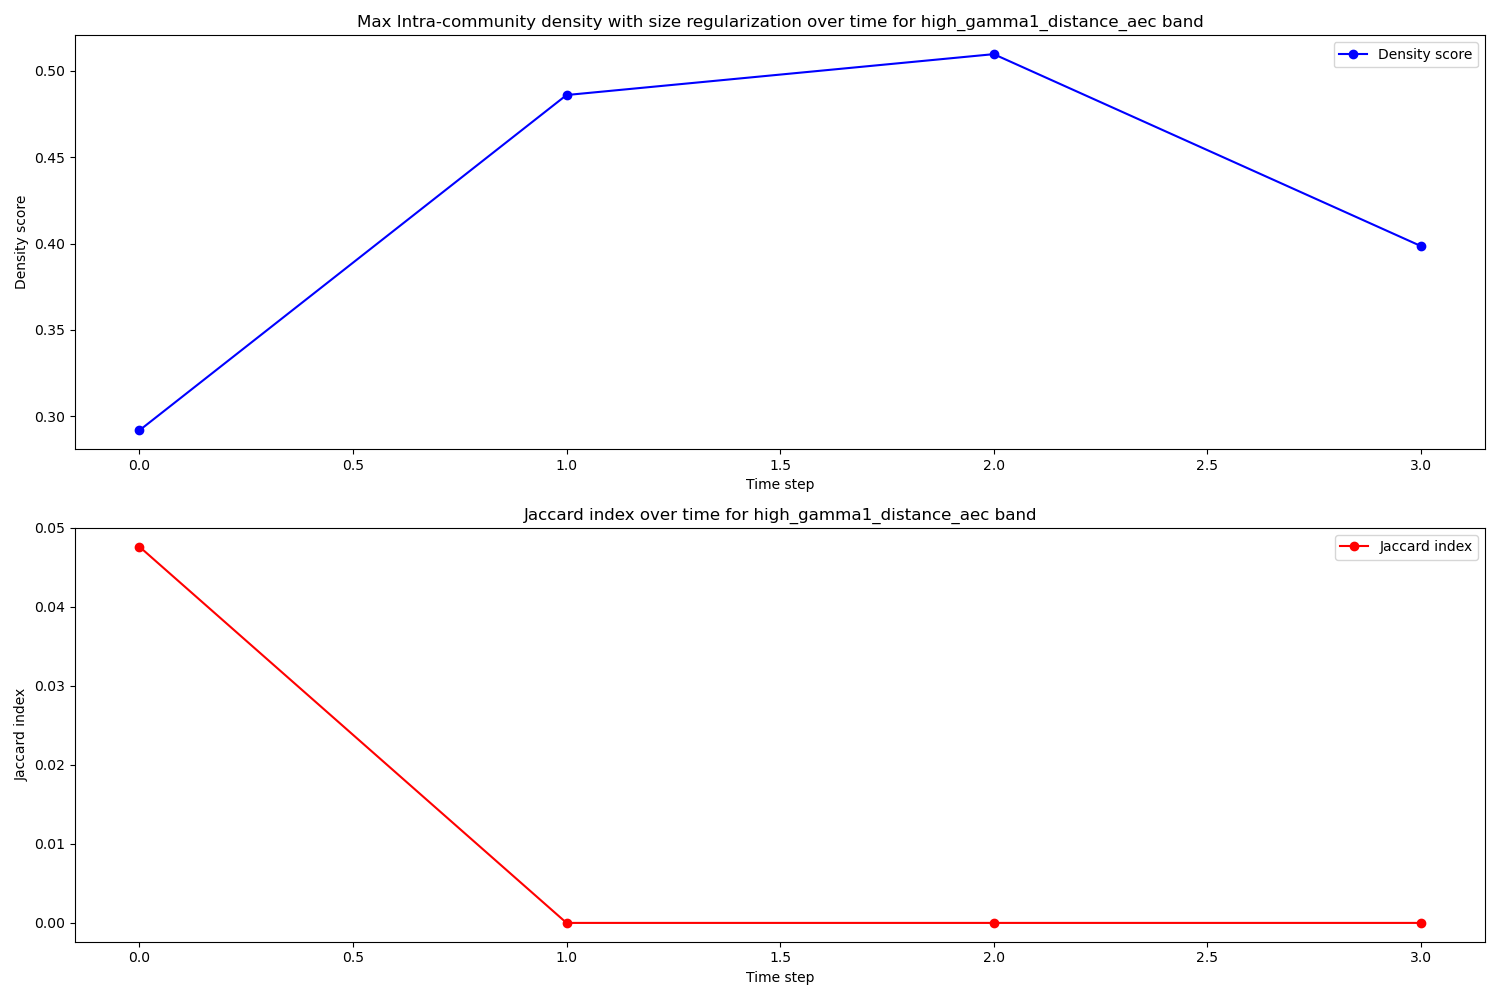 Max Intra-community density with size regularization over time for high_gamma1_distance_aec band
Density score
0.50
0.45
0.40
0.35
0.30
Density score
0.0 0.5 1.0 1.5 2.0 2.5 3.0
Time step
Jaccard index over time for high_gamma1_distance_aec band
Jaccard index
0.05
0.04
0.03
0.02
0.01
0.00
Jaccard index
0.0 0.5 1.0 1.5 2.0 2.5 3.0
Time step